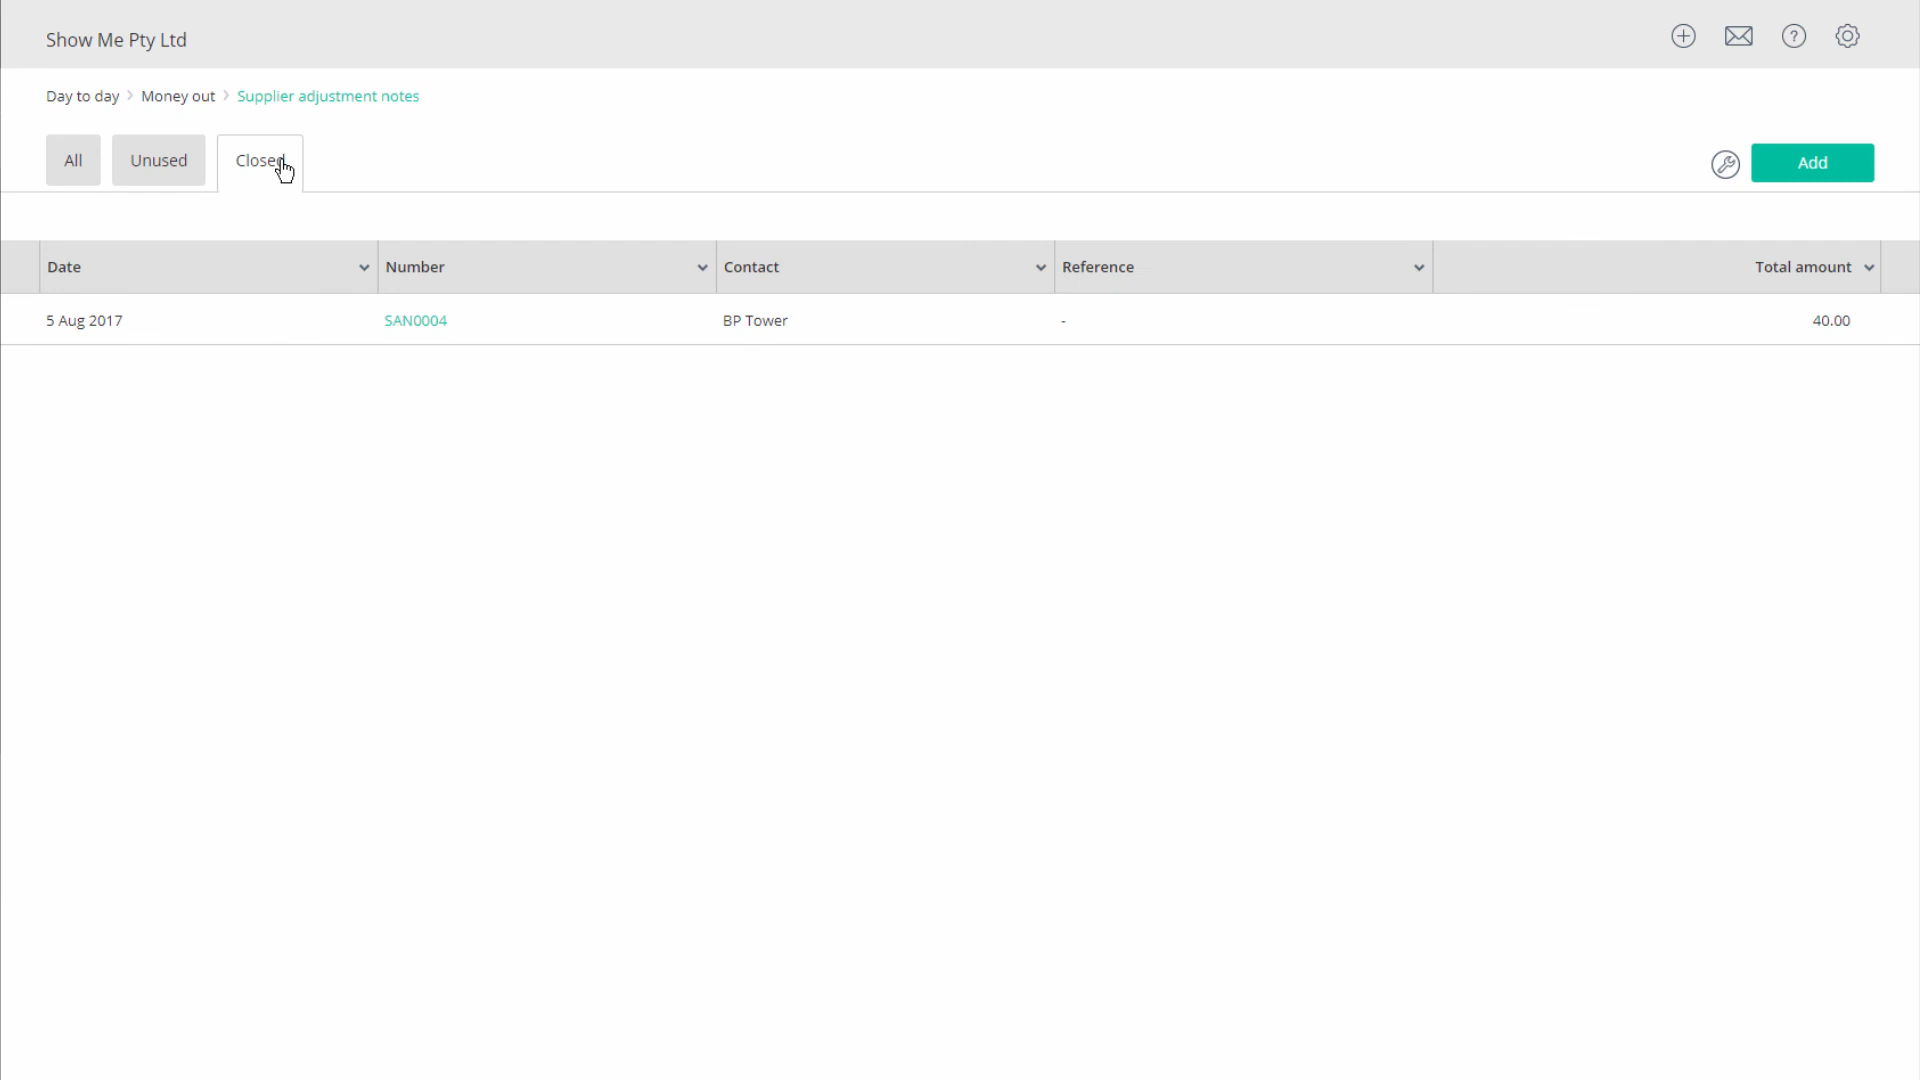 Show Me Pty Ltd
Day to day > Money out > Supplier adjustment notes
All Unused Closed
Add
Date Number Contact Reference Total amount
5 Aug 2017 SAN0004 BP Tower - 40.00